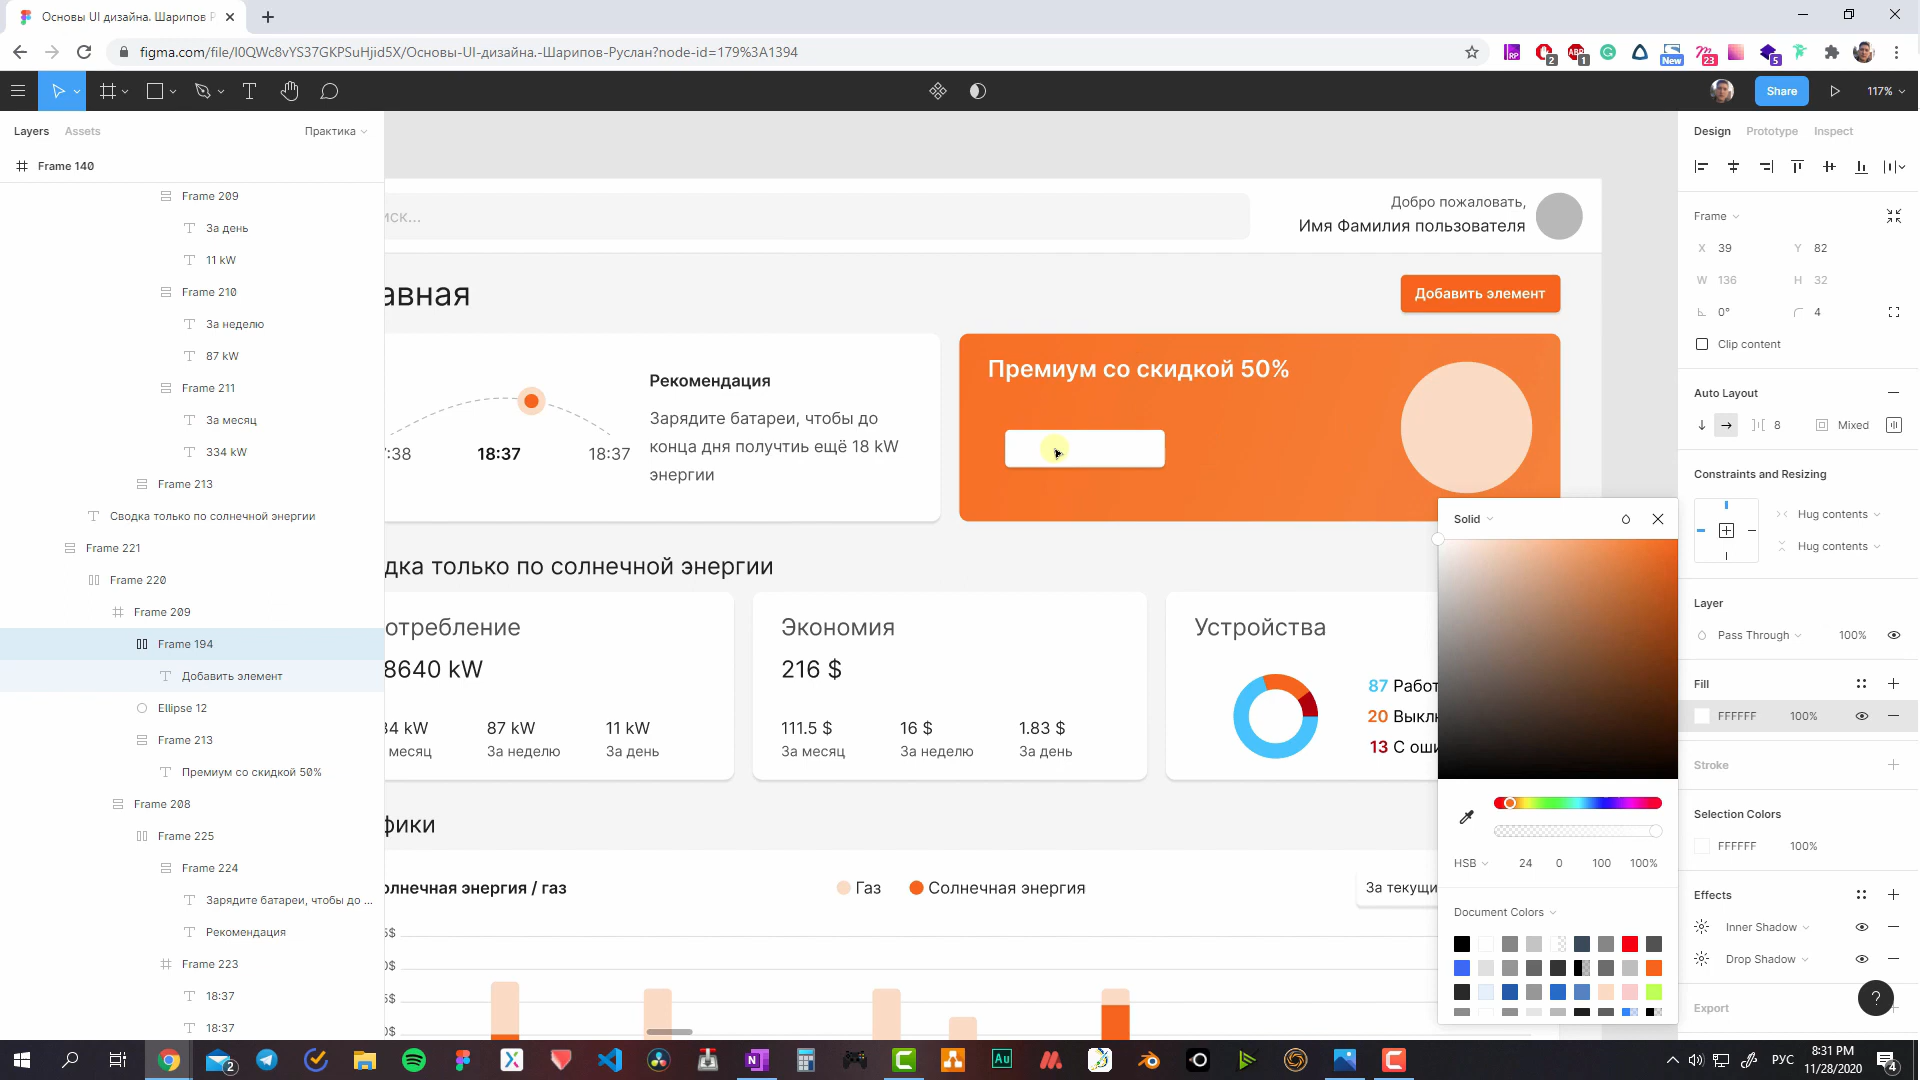 Основы UI дизайна. Шарипов Р
figma.com/file/I0QWc8vYS37GKPSuHjid5X/Основы-UI-дизайна.-Шарипов-Руслан?node-id=179%3A1394
Share
117%
Layers
Assets
Практика
Frame 140
Frame 209
За день
11 kW
Frame 210
За неделю
87 kW
Frame 211
За месяц
334 kW
Frame 213
Сводка только по солнечной энергии
Frame 221
Frame 220
Frame 209
Frame 194
Добавить элемент
Ellipse 12
Frame 213
Премиум со скидкой 50%
Frame 208
Frame 225
Frame 224
Зарядите батареи, чтобы до ...
Рекомендация
Frame 223
18:37
18:37
иск...
Добро пожаловать,
Имя Фамилия пользователя
авная
Добавить элемент
:38
18:37
18:37
Рекомендация
Зарядите батареи, чтобы до
конца дня получтиь ещё 18 kW
энергии
Премиум со скидкой 50%
дка только по солнечной энергии
отребление
8640 kW
34 kW
месяц
87 kW
За неделю
11 kW
За день
Экономия
216 $
111.5 $
За месяц
16 $
За неделю
1.83 $
За день
Устройства
87 Работ
20 Выклю
13 С оши
фики
олнечная энергия / газ
Газ
Солнечная энергия
За текущи
5$
0$
5$
0$
Solid
HSB
24
0
100
100%
Document Colors
Design
Prototype
Inspect
Frame
X 39
Y 82
W 136
H 32
0°
4
Clip content
Auto Layout
8
Mixed
Constraints and Resizing
Hug contents
Hug contents
Layer
Pass Through
100%
Fill
FFFFFF
100%
Stroke
Selection Colors
FFFFFF
100%
Effects
Inner Shadow
Drop Shadow
Export
?
РУС
8:31 PM
11/28/2020